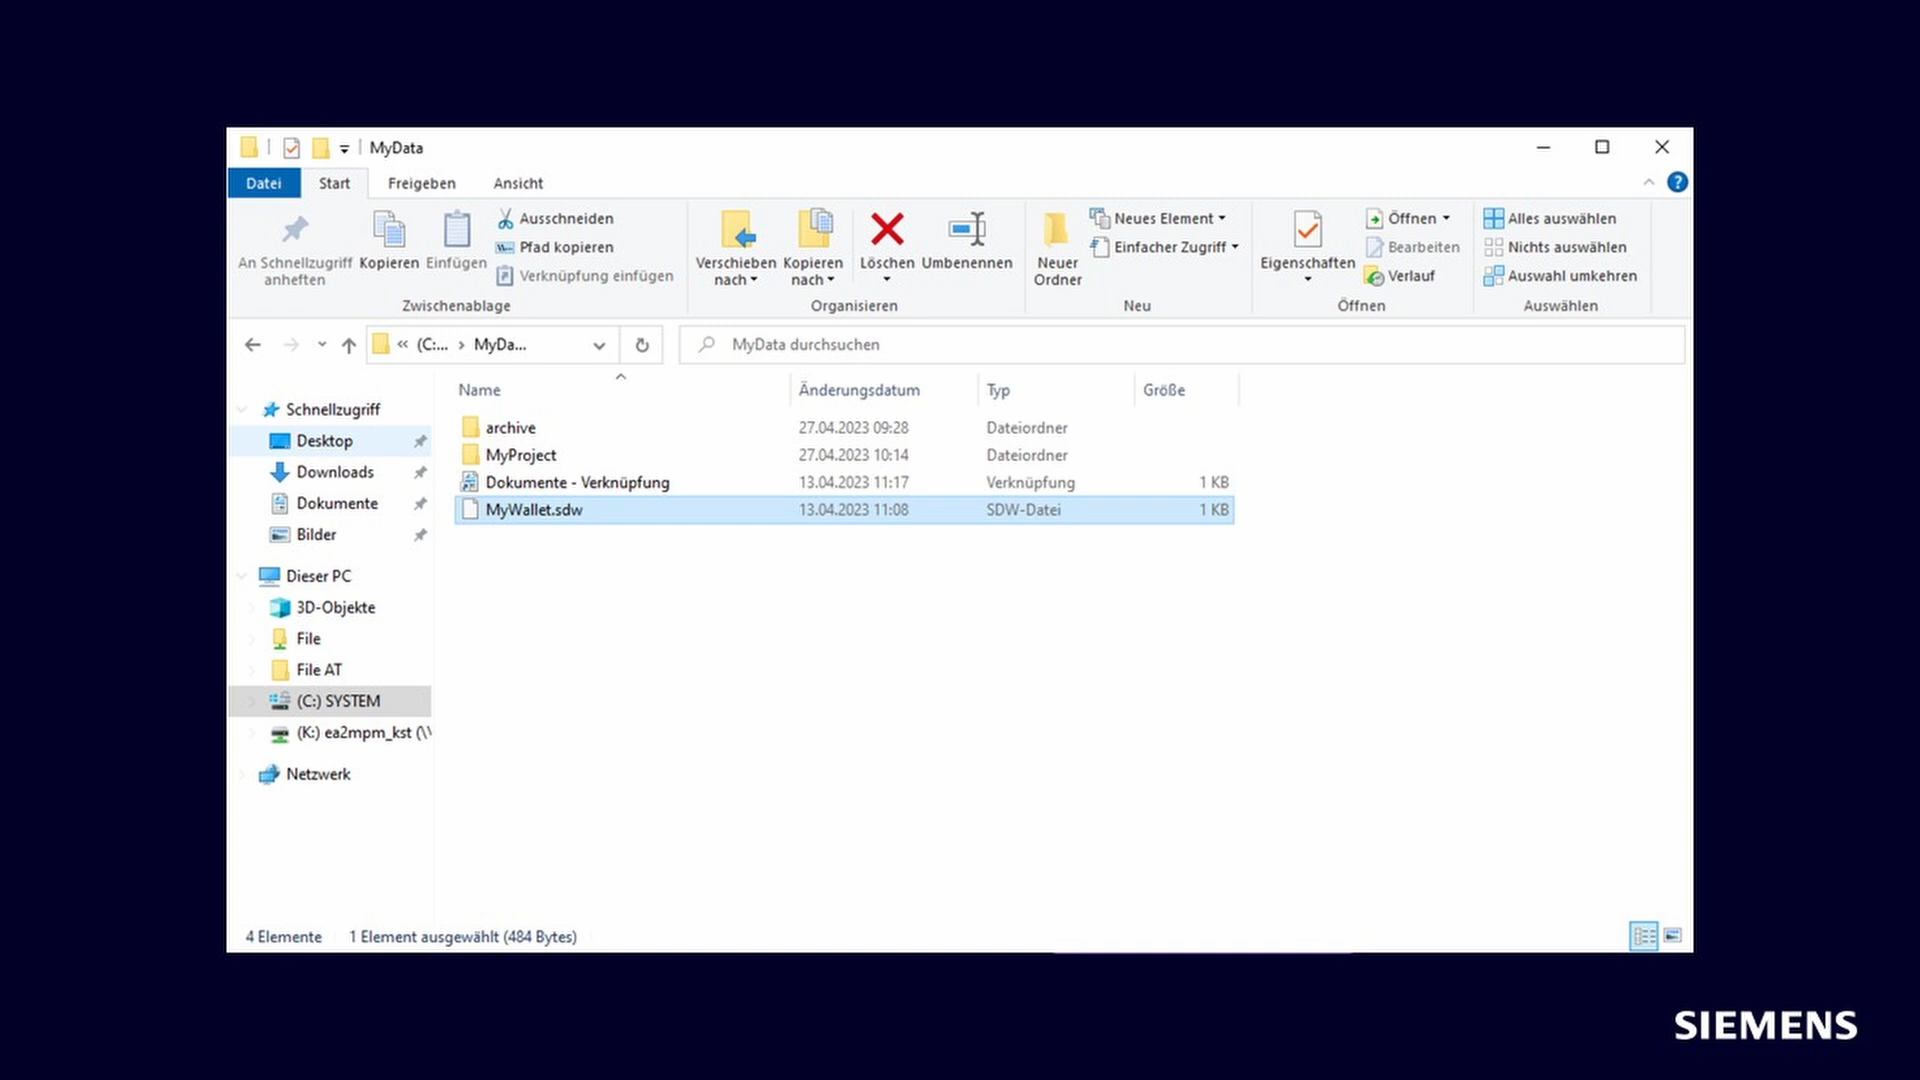 MyData
Datei Start Freigeben Ansicht
An Schnellzugriff anheften
Kopieren
Einfügen
Ausschneiden
Pfad kopieren
Verknüpfung einfügen
Zwischenablage
Verschieben nach
Kopieren nach
Löschen
Umbenennen
Organisieren
Neuer Ordner
Neues Element
Einfacher Zugriff
Neu
Eigenschaften
Öffnen
Bearbeiten
Verlauf
Öffnen
Alles auswählen
Nichts auswählen
Auswahl umkehren
Auswählen
« (C:... › MyDa...
MyData durchsuchen
Schnellzugriff
Desktop
Downloads
Dokumente
Bilder
Dieser PC
3D-Objekte
File
File AT
(C:) SYSTEM
(K:) ea2mpm_kst (\\
Netzwerk
Name Änderungsdatum Typ Größe
archive 27.04.2023 09:28 Dateiordner
MyProject 27.04.2023 10:14 Dateiordner
Dokumente - Verknüpfung 13.04.2023 11:17 Verknüpfung 1 KB
MyWallet.sdw 13.04.2023 11:08 SDW-Datei 1 KB
4 Elemente 1 Element ausgewählt (484 Bytes)
SIEMENS